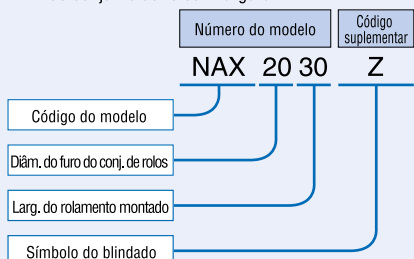 Número do modelo
Código
suplementar
NAX 20 30 Z
Código do modelo
Diâm. do furo do conj. de rolos
Larg. do rolamento montado
Símbolo do blindado